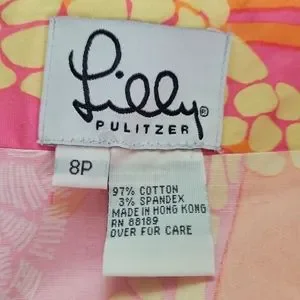 Lilly®
PULITZER
8P
97% COTTON
3% SPANDEX
MADE IN HONG KONG
RN 88189
OVER FOR CARE